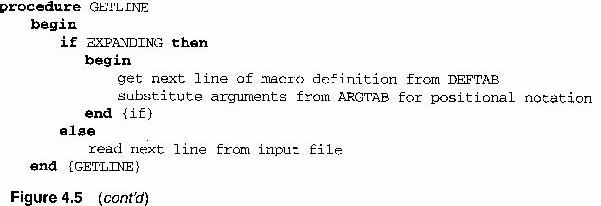 procedure GETLINE
begin
if EXPANDING then
begin
get next line of macro definition from DEFTAB
substitute arguments from ARGTAB for positional notation
end {if}
else
read next line from input file
end {GETLINE}
Figure 4.5 (cont'd)